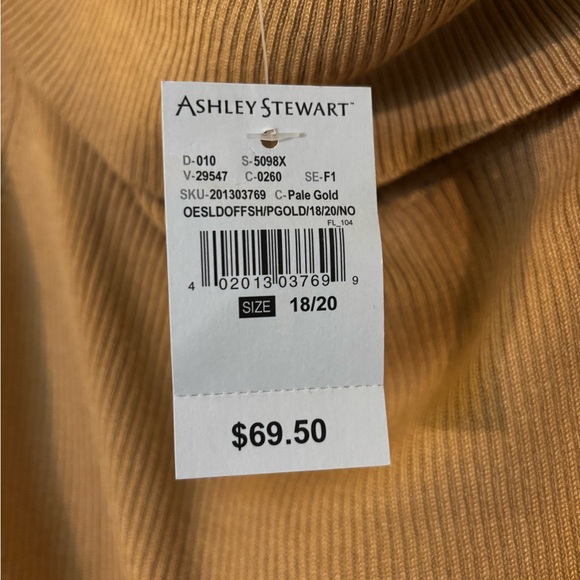 ASHLEY STEWART™
D-010 S-5098X
V-29547 C-0260 SE-F1
SKU-201303769 C-Pale Gold
OESLDOFFSH/PGOLD/18/20/NO
FL_104
4 02013 03769 9
SIZE 18/20
$69.50